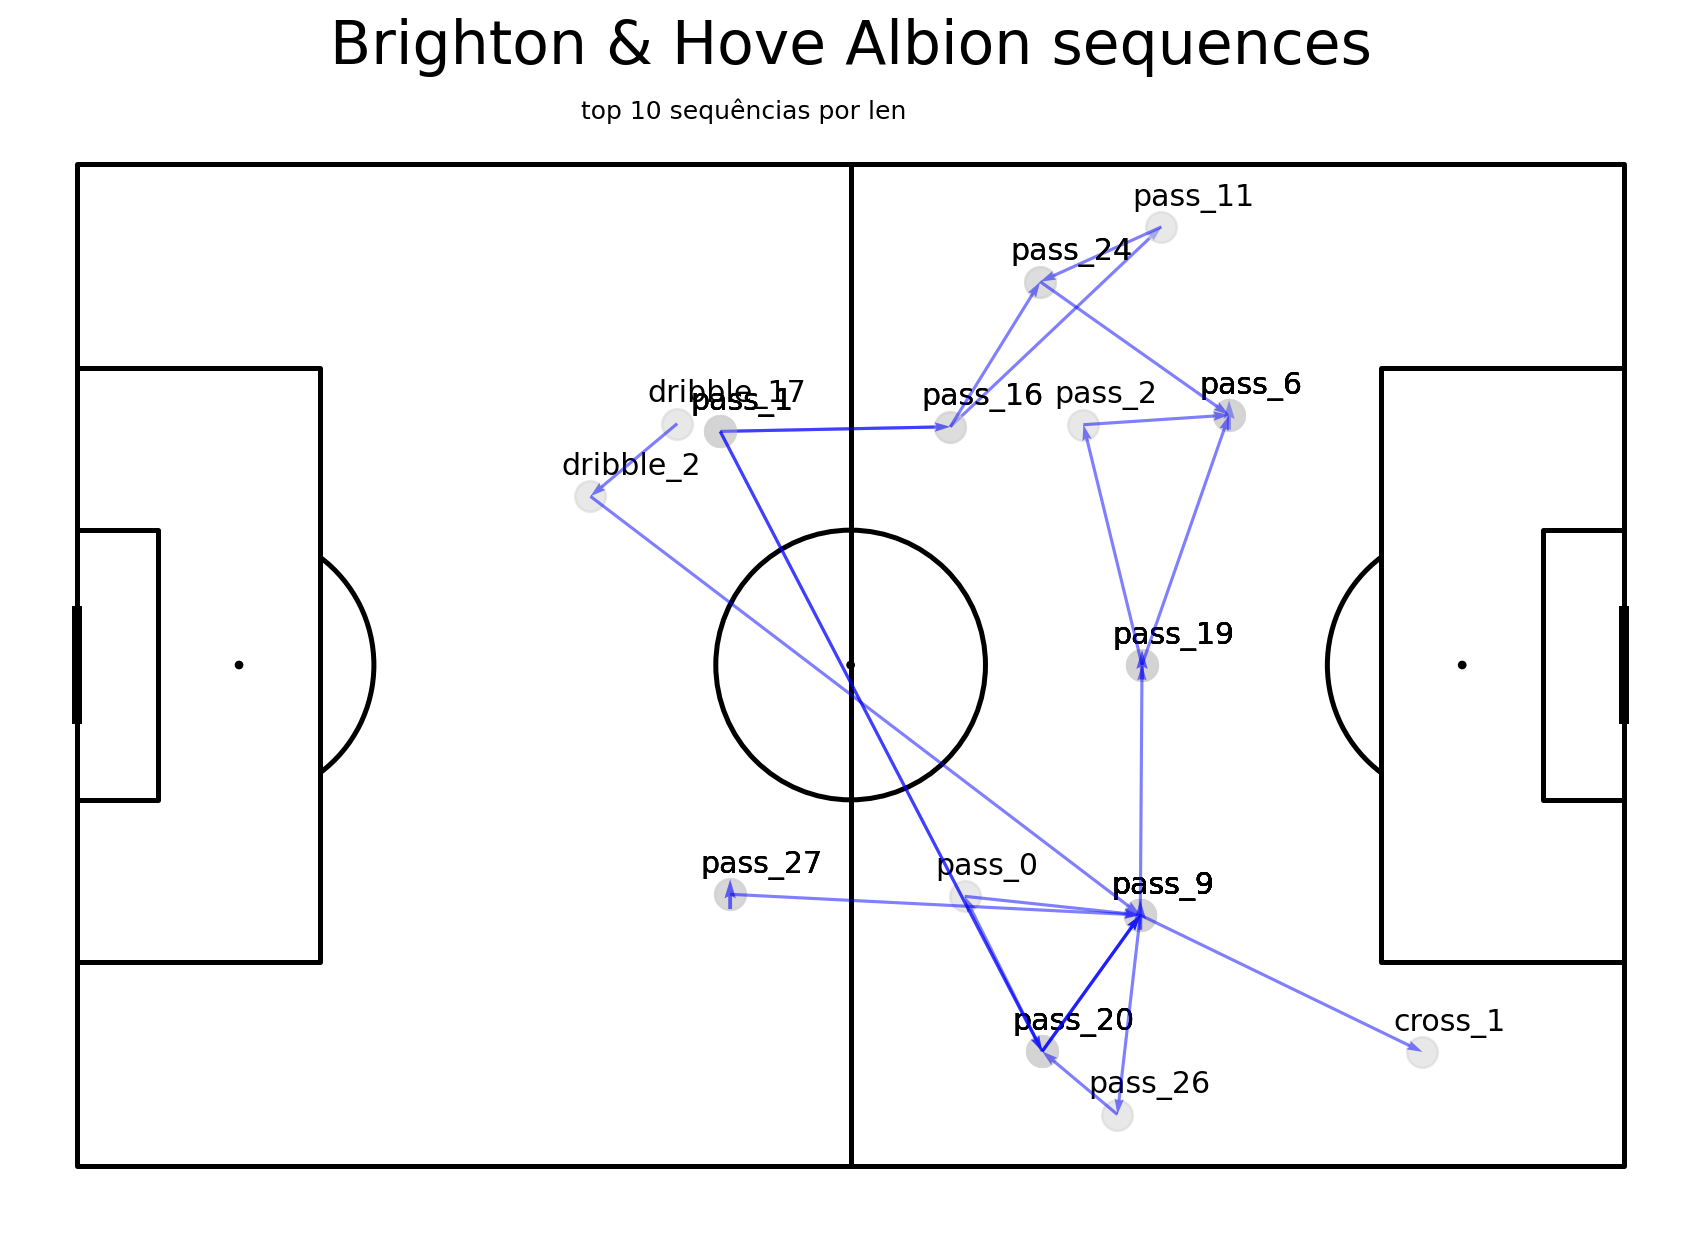 Brighton & Hove Albion sequences
top 10 sequências por len
pass_11
pass_24
pass_6
dribble_17
pass_1
pass_16
pass_2
dribble_2
pass_19
pass_27
pass_0
pass_9
pass_20
cross_1
pass_26